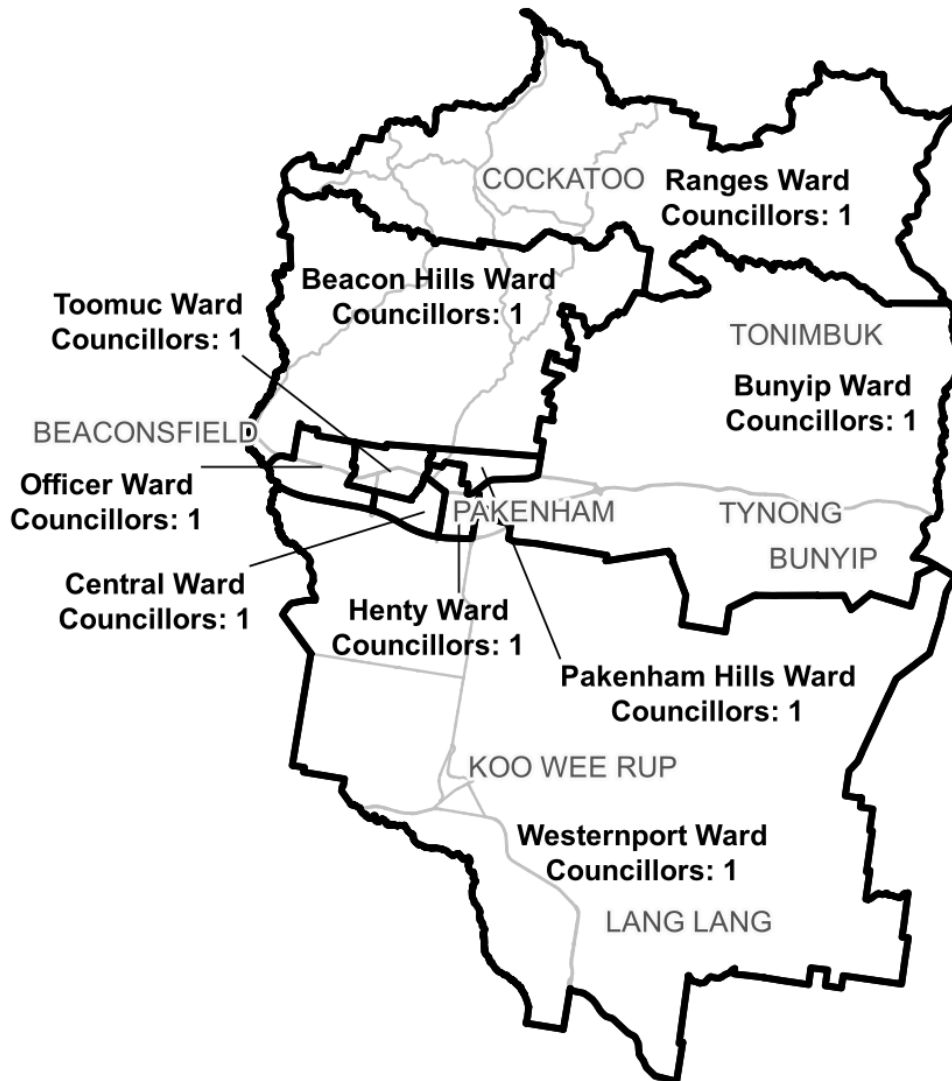 COCKATOO
Ranges Ward
Councillors: 1
Beacon Hills Ward
Councillors: 1
Toomuc Ward
Councillors: 1
TONIMBUK
Bunyip Ward
Councillors: 1
BEACONSFIELD
Officer Ward
Councillors: 1
PAKENHAM
TYNONG
BUNYIP
Central Ward
Councillors: 1
Henty Ward
Councillors: 1
Pakenham Hills Ward
Councillors: 1
KOO WEE RUP
Westernport Ward
Councillors: 1
LANG LANG